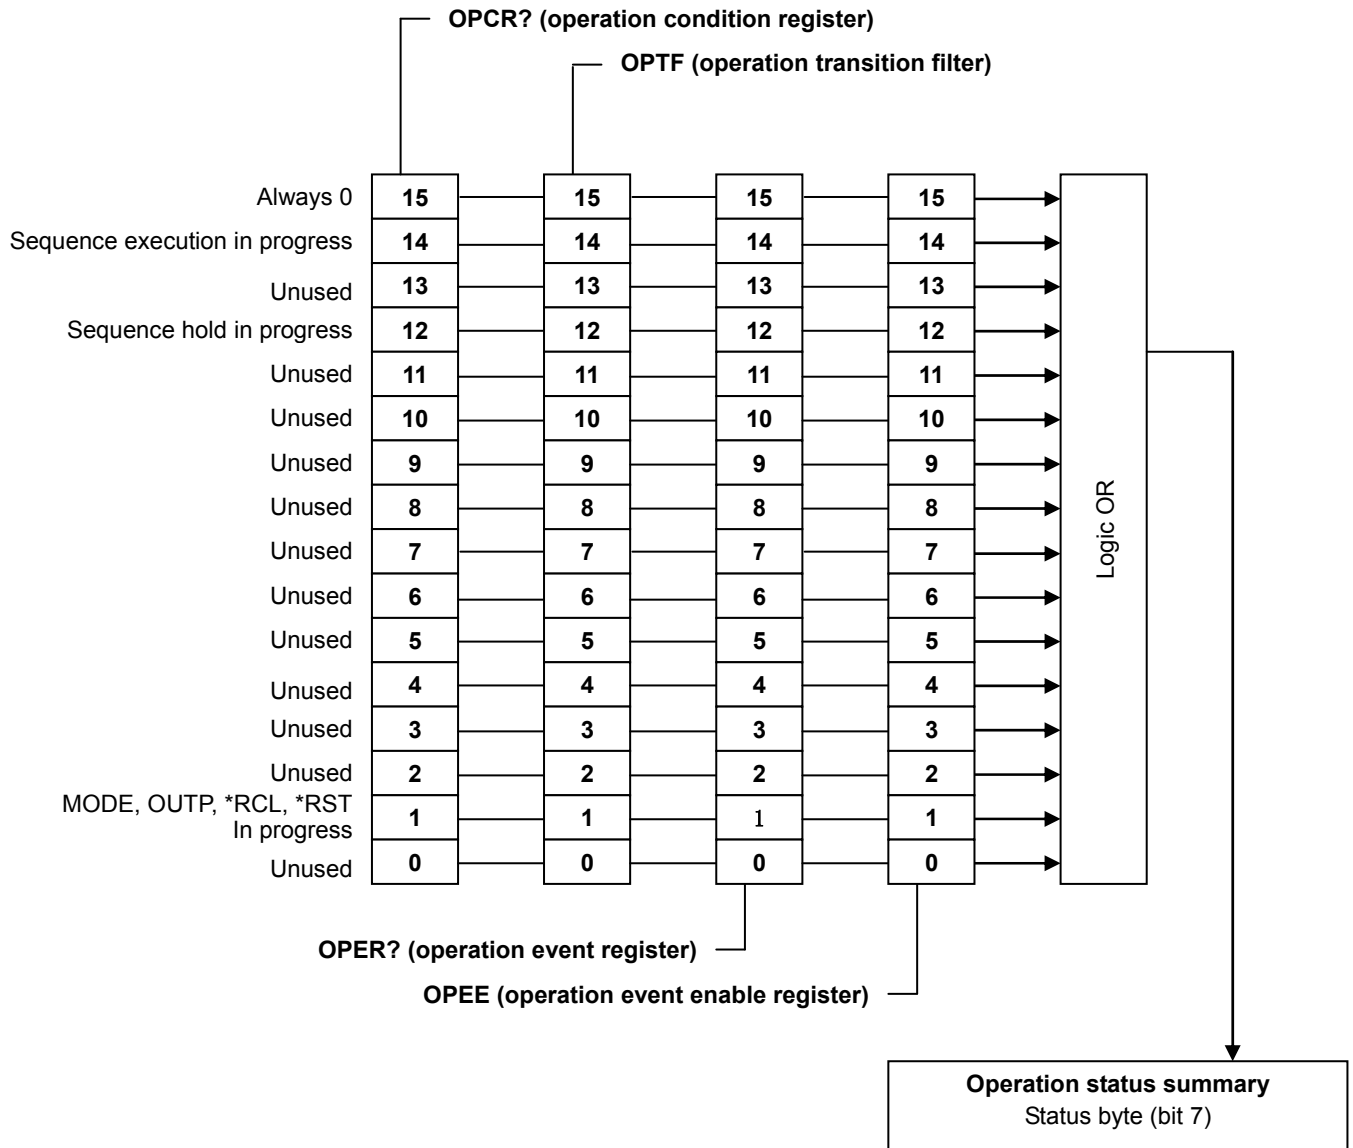 OPCR? (operation condition register)
OPTF (operation transition filter)
Always 0 15 15 15 15
Sequence execution in progress 14 14 14 14
Unused 13 13 13 13
Sequence hold in progress 12 12 12 12
Unused 11 11 11 11
Unused 10 10 10 10
Unused 9 9 9 9
Unused 8 8 8 8
Unused 7 7 7 7
Unused 6 6 6 6
Unused 5 5 5 5
Unused 4 4 4 4
Unused 3 3 3 3
Unused 2 2 2 2
MODE, OUTP, *RCL, *RST
In progress 1 1 1 1
Unused 0 0 0 0
Logic OR
OPER? (operation event register)
OPEE (operation event enable register)
Operation status summary
Status byte (bit 7)